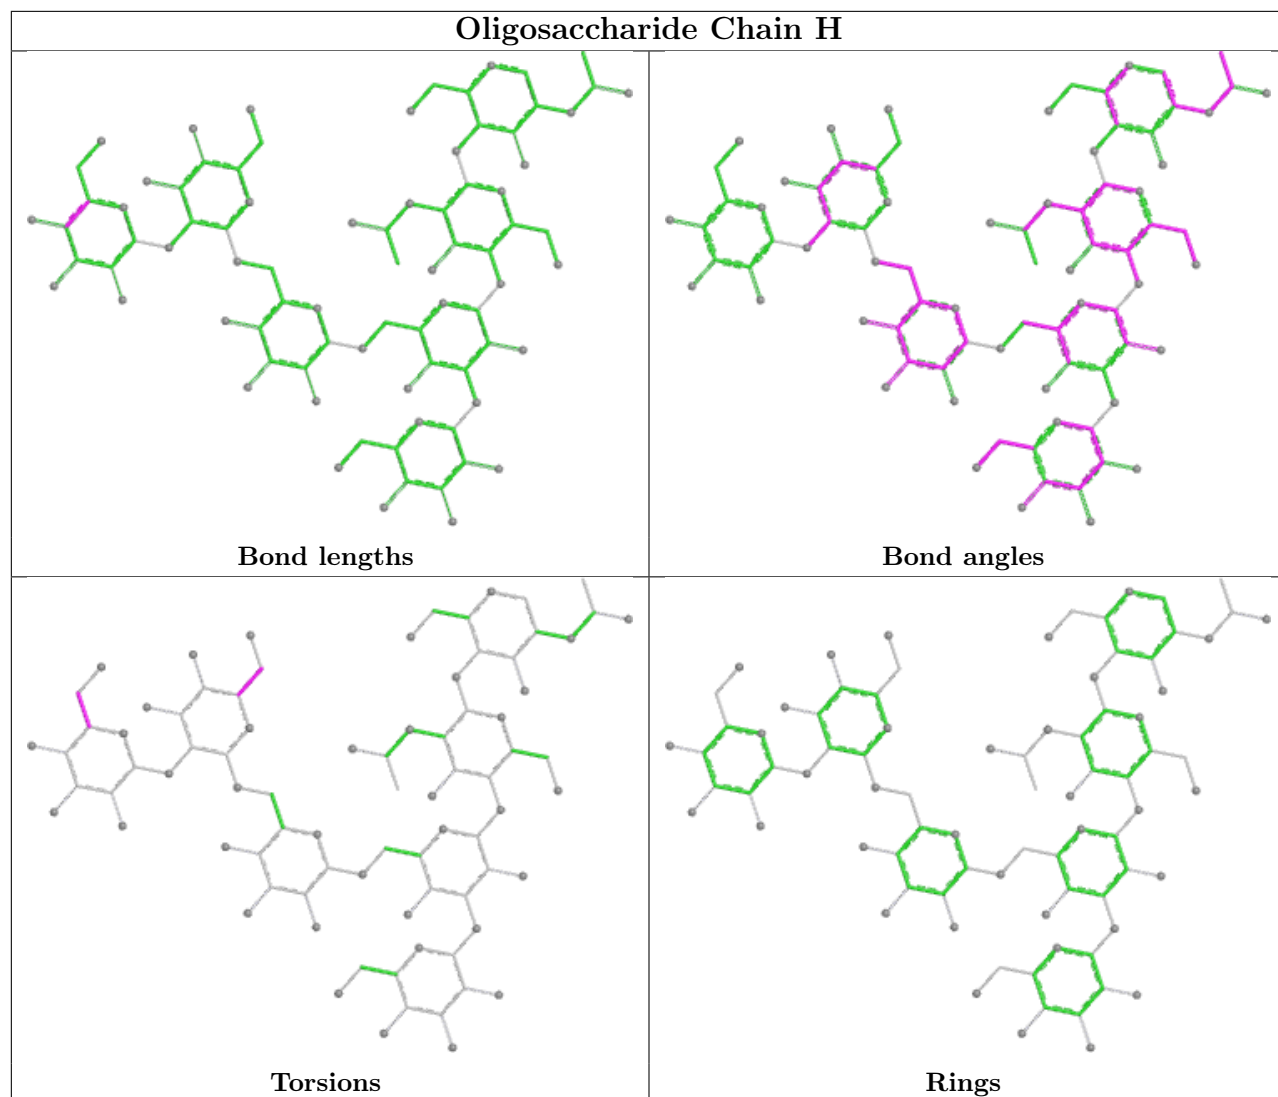 Oligosaccharide Chain H
Bond lengths
Bond angles
Torsions
Rings